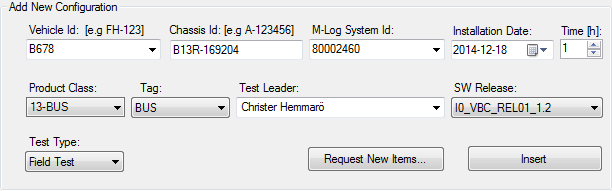 Add New Configuration
Vehicle Id: [e.g FH-123] Chassis Id: [e.g A-123456] M-Log System Id: Installation Date: Time [h]:
B678 B13R-169204 80002460 2014-12-18 1
Product Class: Tag: Test Leader: SW Release:
13-BUS BUS Christer Hemmarö I0_VBC_REL01_1.2
Test Type:
Field Test Request New Items... Insert